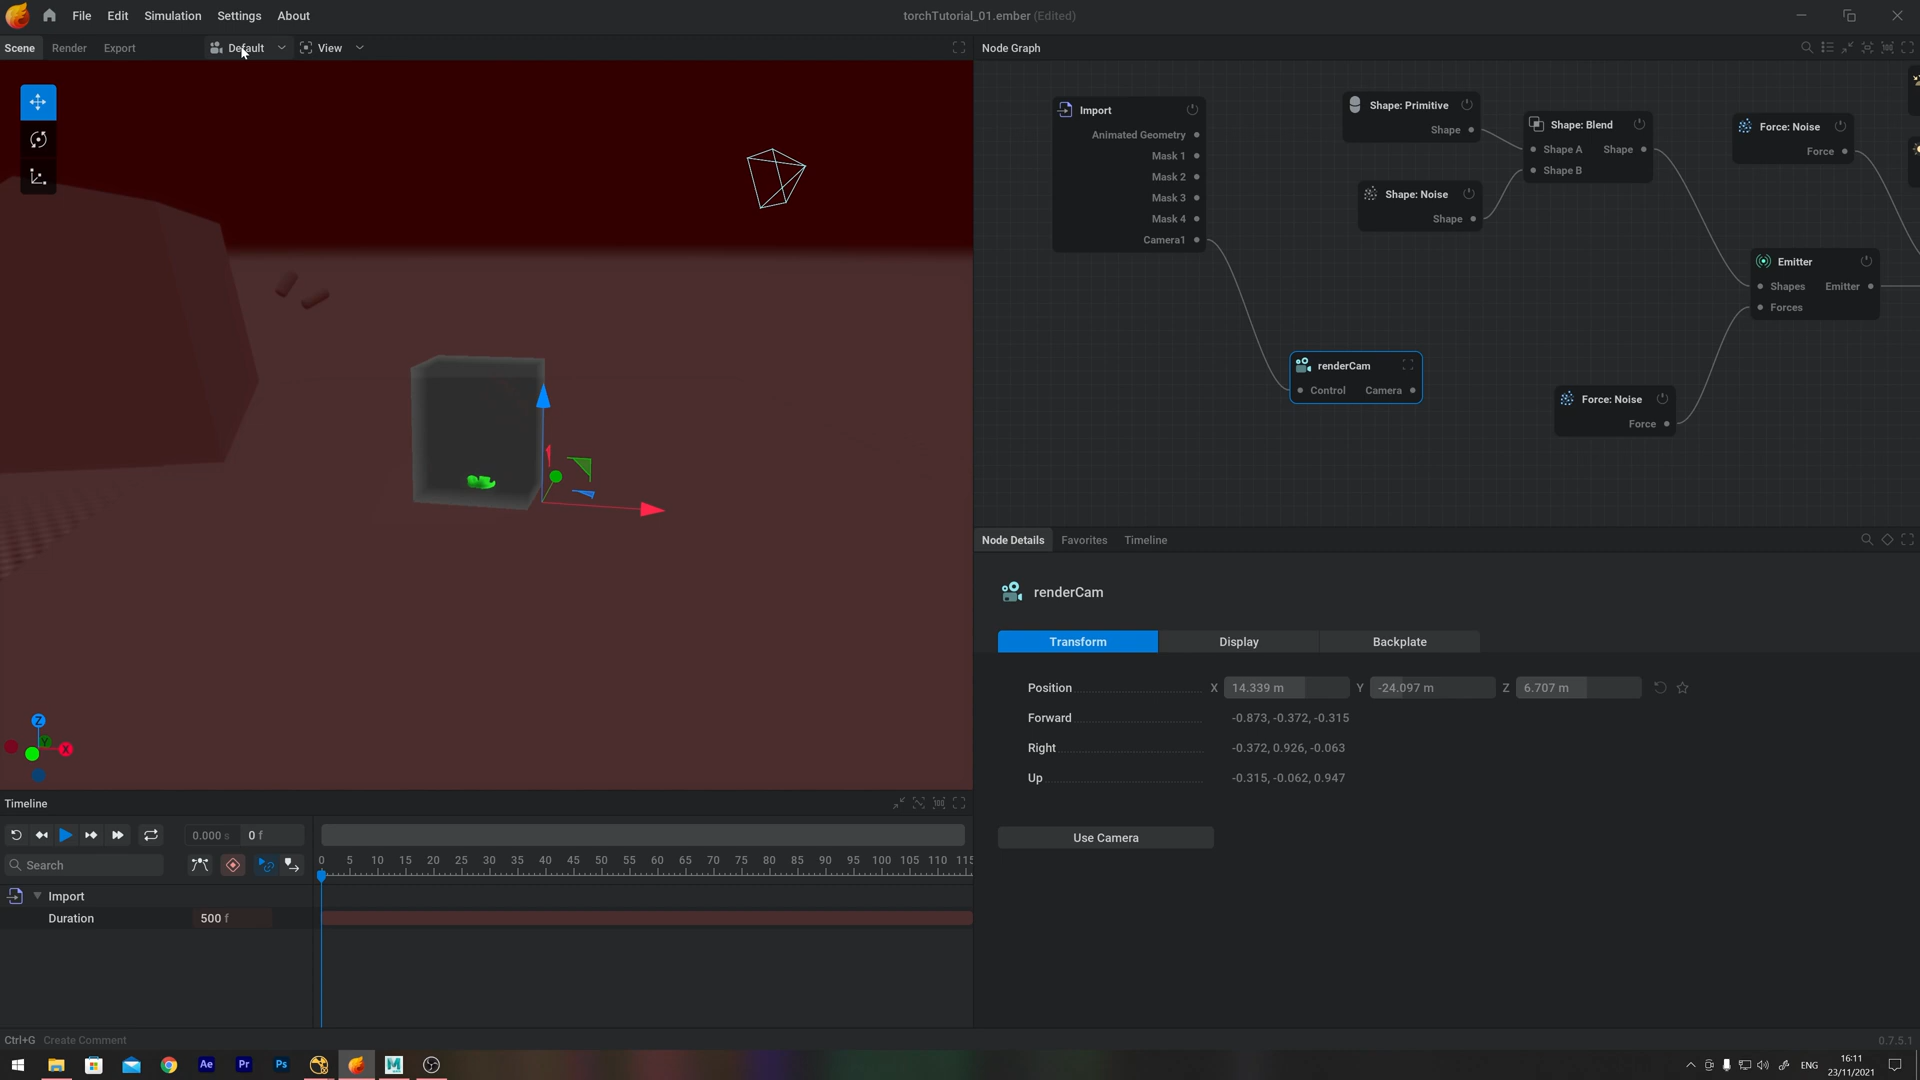 File Edit Simulation Settings About
torchTutorial_01.ember (Edited)
Scene Render Export Default View
Node Graph
Import
Animated Geometry
Mask 1
Mask 2
Mask 3
Mask 4
Camera1
Shape: Primitive
Shape
Shape: Noise
Shape
Shape: Blend
Shape A Shape
Shape B
Force: Noise
Force
Emitter
Shapes Emitter
Forces
renderCam
Control Camera
Force: Noise
Force
Z
Y
X
Node Details Favorites Timeline
renderCam
Transform Display Backplate
Position X 14.339 m Y -24.097 m Z 6.707 m
Forward -0.873, -0.372, -0.315
Right -0.372, 0.926, -0.063
Up -0.315, -0.062, 0.947
Use Camera
Timeline
0.000 s 0 f
Search
0 5 10 15 20 25 30 35 40 45 50 55 60 65 70 75 80 85 90 95 100 105 110 115
Import
Duration 500 f
Ctrl+G Create Comment
0.7.5.1
Ae Pr Ps M
ENG
16:11
23/11/2021